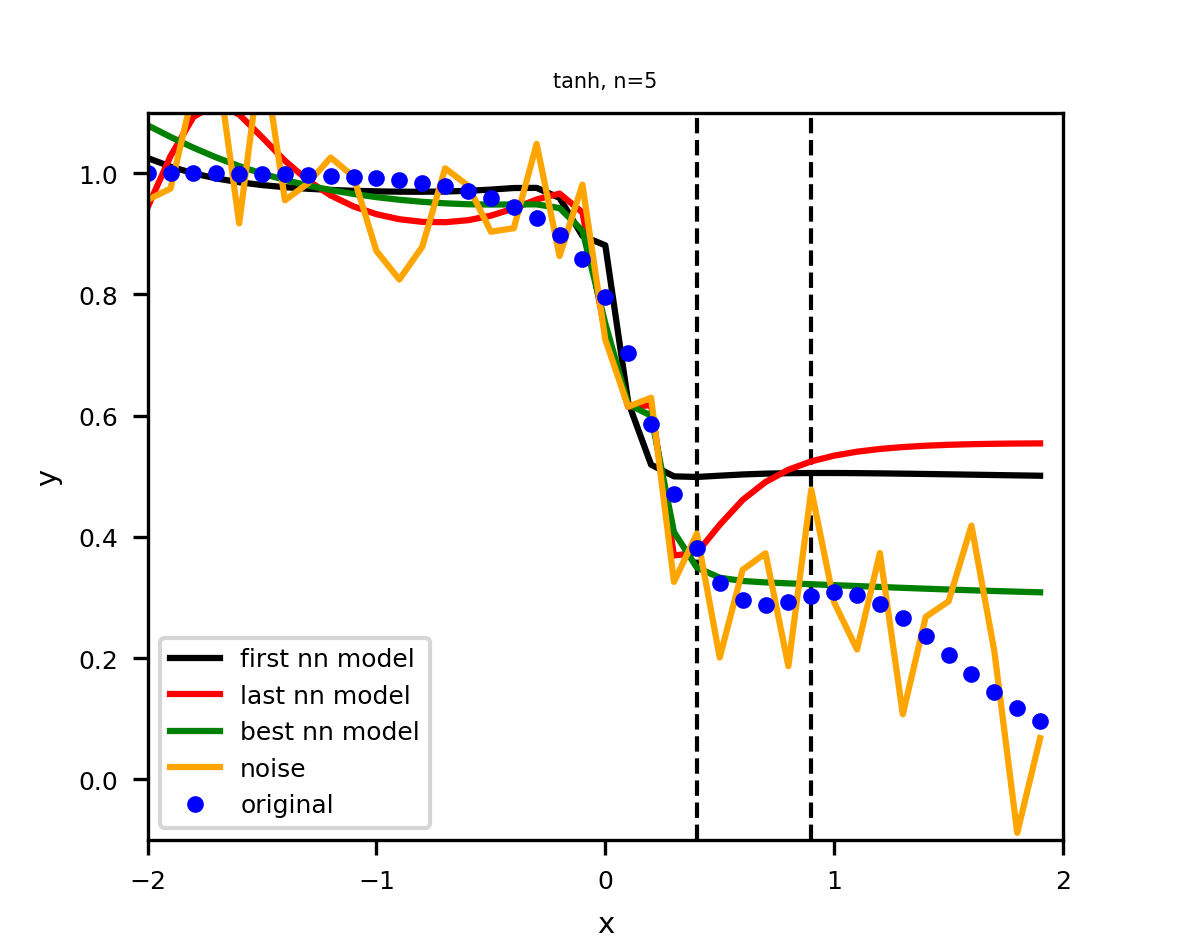 tanh, n=5
y
1.0
0.8
0.6
0.4
0.2
0.0
first nn model
last nn model
best nn model
noise
original
−2
−1
0
1
2
x